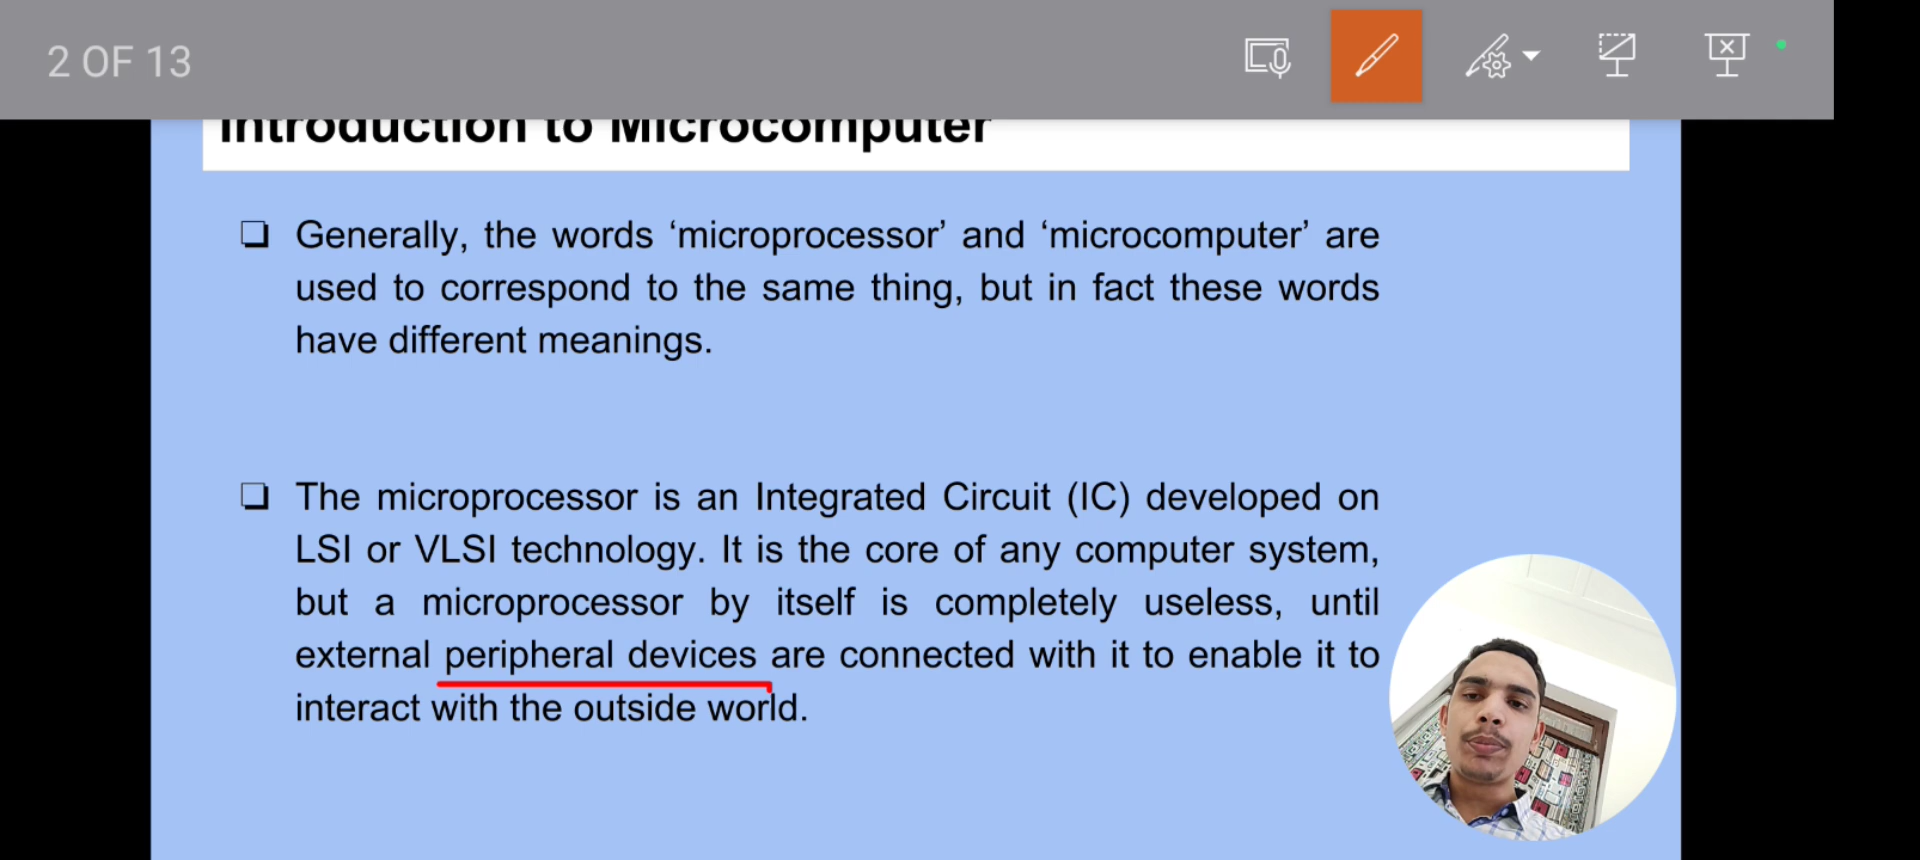 2 OF 13
Introduction to Microcomputer
❑ Generally, the words ‘microprocessor’ and ‘microcomputer’ are
used to correspond to the same thing, but in fact these words
have different meanings.
❑ The microprocessor is an Integrated Circuit (IC) developed on
LSI or VLSI technology. It is the core of any computer system,
but a microprocessor by itself is completely useless, until
external peripheral devices are connected with it to enable it to
interact with the outside world.